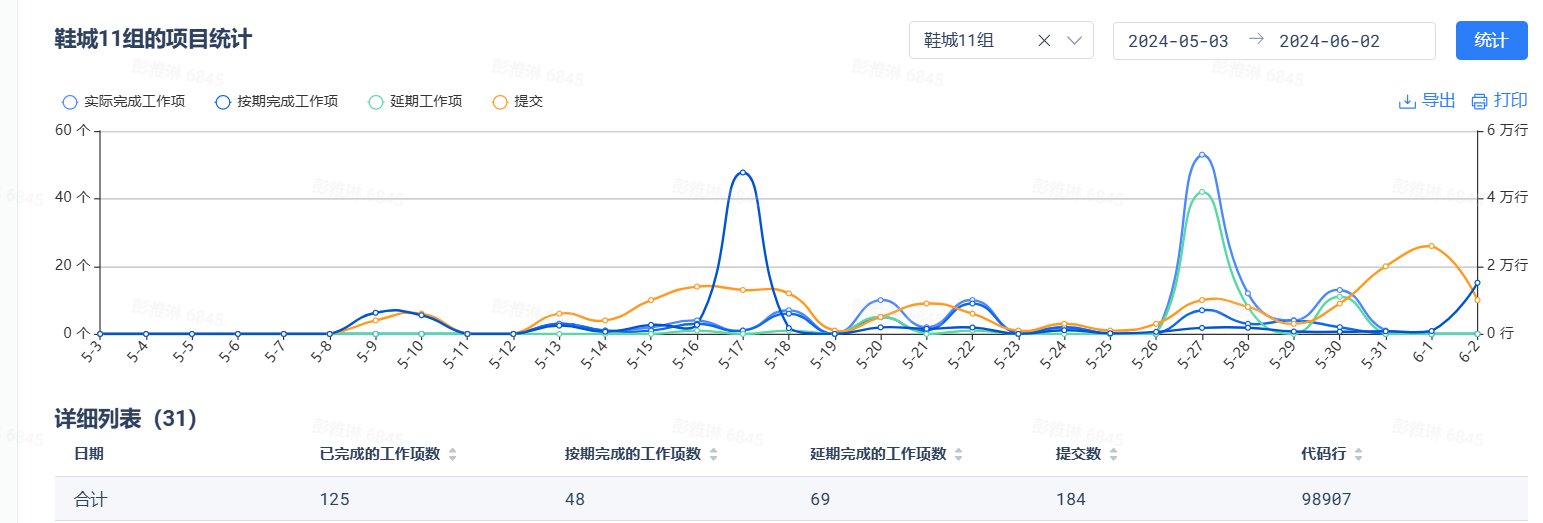 鞋城11组的项目统计
鞋城11组
2024-05-03 → 2024-06-02
统计
实际完成工作项 按期完成工作项 延期工作项 提交
导出 打印
60 个 6 万行
40 个 4 万行
20 个 2 万行
0 个 0 行
5-3 5-4 5-5 5-6 5-7 5-8 5-9 5-10 5-11 5-12 5-13 5-14 5-15 5-16 5-17 5-18 5-19 5-20 5-21 5-22 5-23 5-24 5-25 5-26 5-27 5-28 5-29 5-30 5-31 6-1 6-2
详细列表（31）
日期 已完成的工作项数 按期完成的工作项数 延期完成的工作项数 提交数 代码行
合计 125 48 69 184 98907
彭雅琳 6845